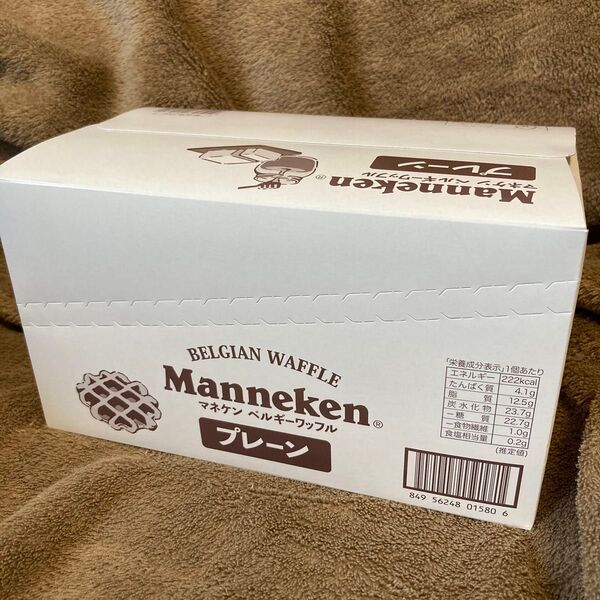 Manneken®
マネケン ベルギーワッフル
プレーン
BELGIAN WAFFLE
Manneken®
マネケン ベルギーワッフル
プレーン
「栄養成分表示」1個あたり
エネルギー 222kcal
たんぱく質 4.1g
脂質 12.5g
炭水化物 23.7g
−糖質 22.7g
−食物繊維 1.0g
食塩相当量 0.2g
(推定値)
849 56248 01580 6